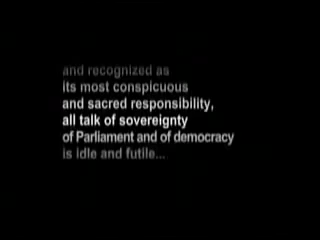 and recognized as
its most conspicuous
and sacred responsibility,
all talk of sovereignty
of Parliament and of democracy
is idle and futile...